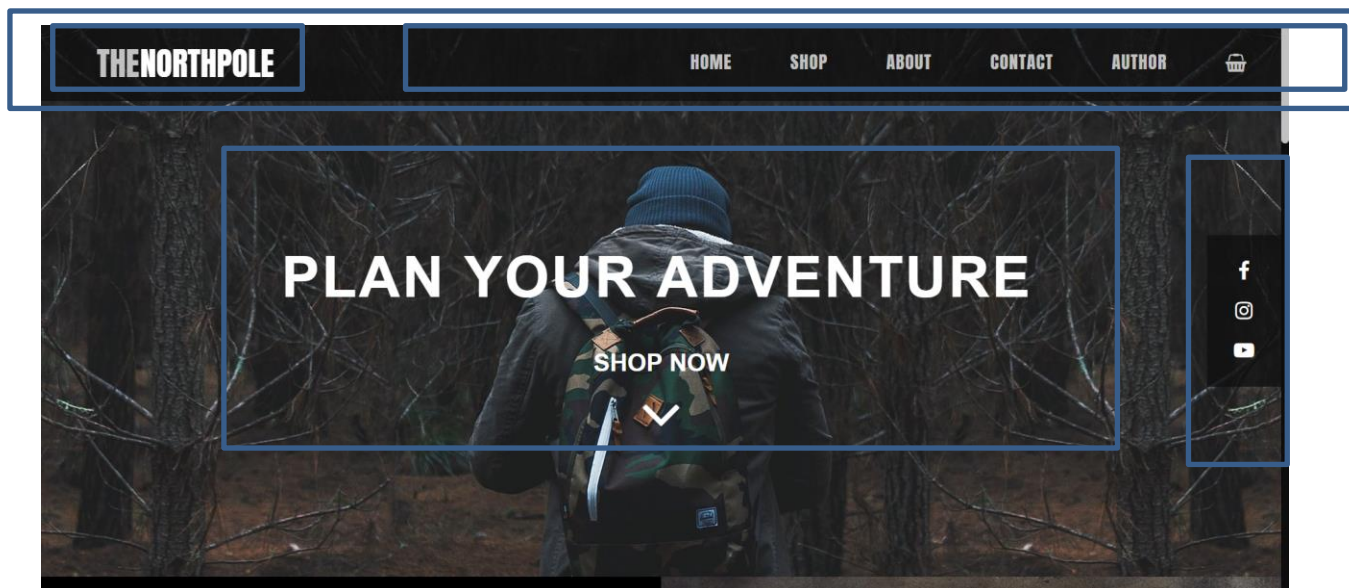 THENORTHPOLE
HOME SHOP ABOUT CONTACT AUTHOR
PLAN YOUR ADVENTURE
SHOP NOW